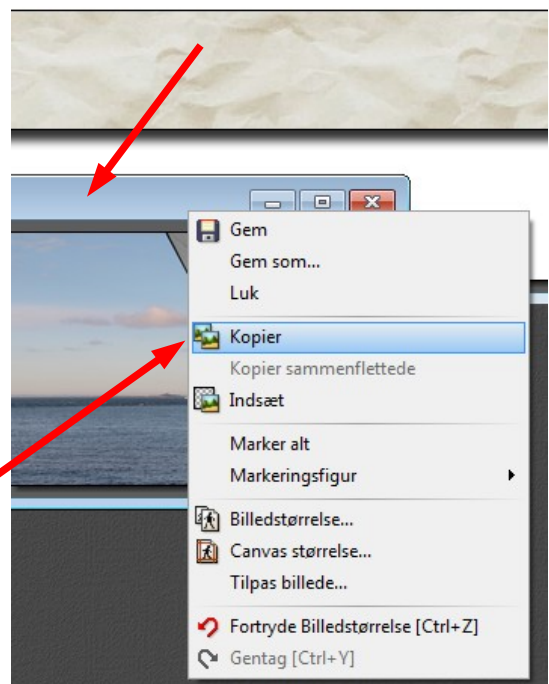 Gem
Gem som...
Luk
Kopier
Kopier sammenflettede
Indsæt
Marker alt
Markeringsfigur
Billedstørrelse...
Canvas størrelse...
Tilpas billede...
Fortryde Billedstørrelse [Ctrl+Z]
Gentag [Ctrl+Y]